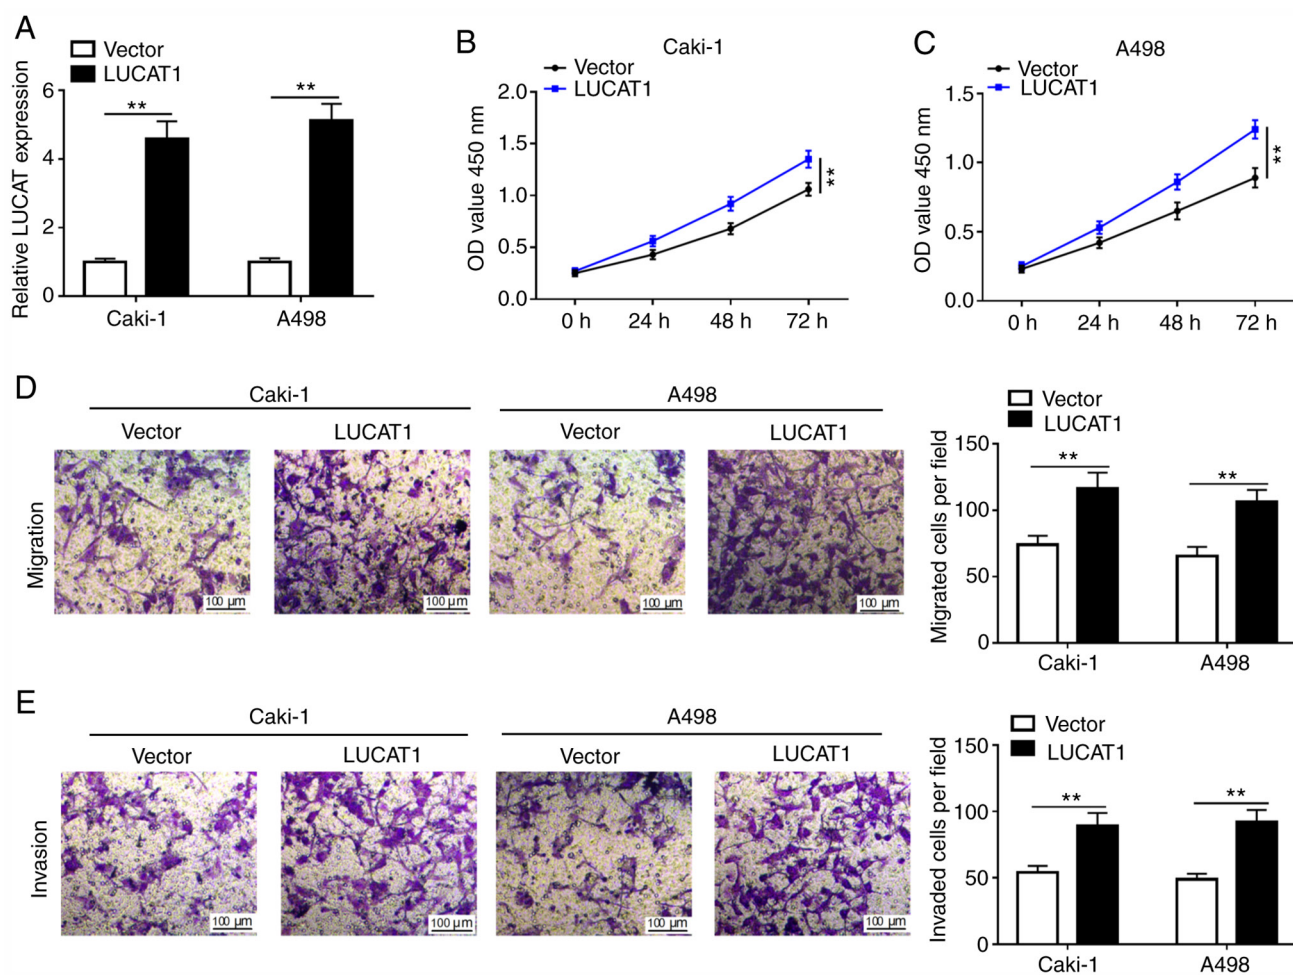 A
Vector
LUCAT1
Relative LUCAT expression
6
4
2
0
**
**
Caki-1
A498
B
Caki-1
Vector
LUCAT1
OD value 450 nm
2.0
1.5
1.0
0.5
0.0
**
0 h
24 h
48 h
72 h
C
A498
Vector
LUCAT1
OD value 450 nm
1.5
1.0
0.5
0.0
**
0 h
24 h
48 h
72 h
D
Caki-1
A498
Vector
LUCAT1
Vector
LUCAT1
Migration
100 µm
100 µm
100 µm
100 µm
Vector
LUCAT1
Migrated cells per field
150
100
50
0
**
**
Caki-1
A498
E
Caki-1
A498
Vector
LUCAT1
Vector
LUCAT1
Invasion
100 µm
100 µm
100 µm
100 µm
Vector
LUCAT1
Invaded cells per field
150
100
50
0
**
**
Caki-1
A498